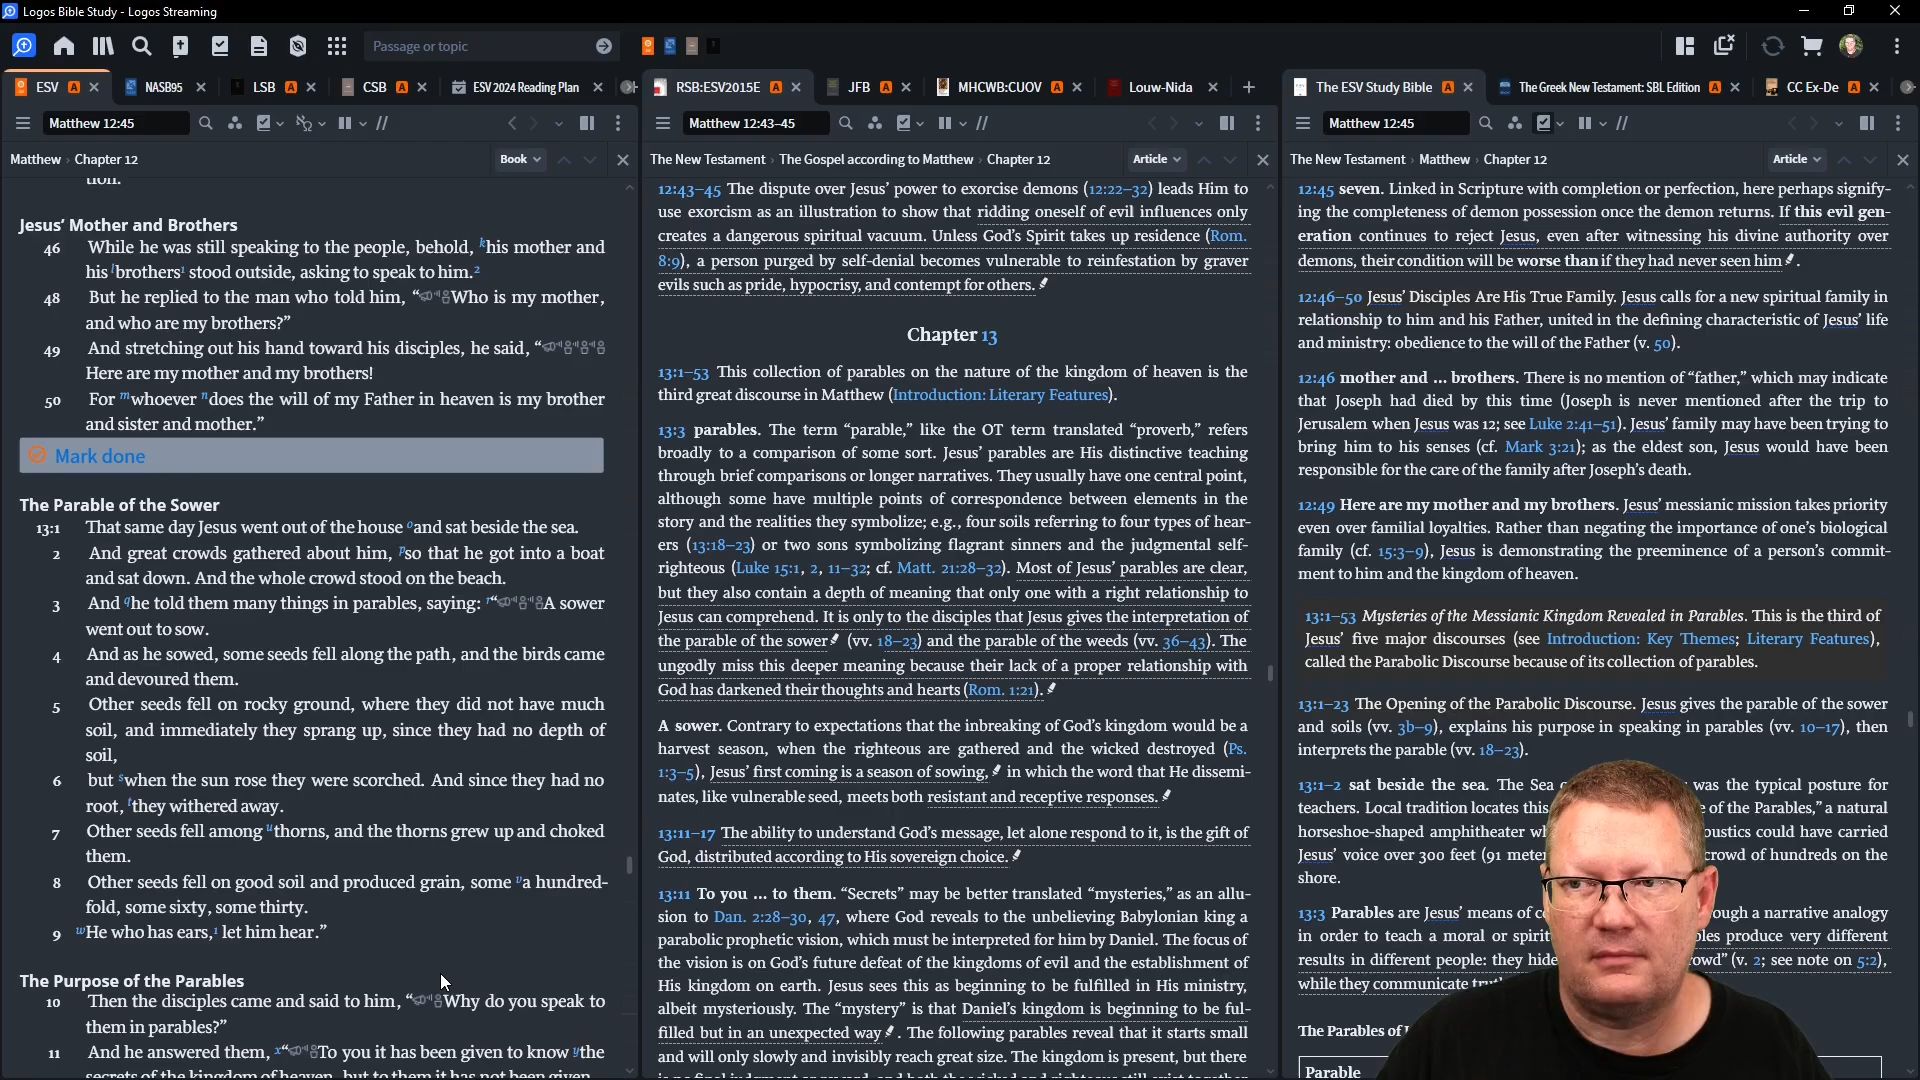 Logos Bible Study - Logos Streaming
Passage or topic
ESV A
NASB95
LSB A
CSB A
ESV 2024 Reading Plan
RSB:ESV2015E A
JFB A
MHCWB:CUOV A
Louw-Nida
The ESV Study Bible A
The Greek New Testament: SBL Edition A
CC Ex-De A
Matthew 12:45
Matthew › Chapter 12
Book
tion.
Jesus’ Mother and Brothers
46 While he was still speaking to the people, behold, ᵏhis mother and
his ˡbrothers¹ stood outside, asking to speak to him.²
48 But he replied to the man who told him, “Who is my mother,
and who are my brothers?”
49 And stretching out his hand toward his disciples, he said, “
Here are my mother and my brothers!
50 For ᵐwhoever ⁿdoes the will of my Father in heaven is my brother
and sister and mother.”
Mark done
The Parable of the Sower
13:1 That same day Jesus went out of the house ᵒand sat beside the sea.
2 And great crowds gathered about him, ᵖso that he got into a boat
and sat down. And the whole crowd stood on the beach.
3 And qhe told them many things in parables, saying: ʳ“A sower
went out to sow.
4 And as he sowed, some seeds fell along the path, and the birds came
and devoured them.
5 Other seeds fell on rocky ground, where they did not have much
soil, and immediately they sprang up, since they had no depth of
soil,
6 but ˢwhen the sun rose they were scorched. And since they had no
root, ᵗthey withered away.
7 Other seeds fell among ᵘthorns, and the thorns grew up and choked
them.
8 Other seeds fell on good soil and produced grain, some ᵛa hundred-
fold, some sixty, some thirty.
9 ʷHe who has ears,¹ let him hear.”
The Purpose of the Parables
10 Then the disciples came and said to him, “Why do you speak to
them in parables?”
11 And he answered them, ˣ“To you it has been given to know ʸthe
secrets of the kingdom of heaven, but to them it has not been given.
Matthew 12:43–45
The New Testament › The Gospel according to Matthew › Chapter 12
Article
12:43–45 The dispute over Jesus’ power to exorcise demons (12:22–32) leads Him to
use exorcism as an illustration to show that ridding oneself of evil influences only
creates a dangerous spiritual vacuum. Unless God’s Spirit takes up residence (Rom.
8:9), a person purged by self-denial becomes vulnerable to reinfestation by graver
evils such as pride, hypocrisy, and contempt for others.
Chapter 13
13:1–53 This collection of parables on the nature of the kingdom of heaven is the
third great discourse in Matthew (Introduction: Literary Features).
13:3 parables. The term “parable,” like the OT term translated “proverb,” refers
broadly to a comparison of some sort. Jesus’ parables are His distinctive teaching
through brief comparisons or longer narratives. They usually have one central point,
although some have multiple points of correspondence between elements in the
story and the realities they symbolize; e.g., four soils referring to four types of hear-
ers (13:18–23) or two sons symbolizing flagrant sinners and the judgmental self-
righteous (Luke 15:1, 2, 11–32; cf. Matt. 21:28–32). Most of Jesus’ parables are clear,
but they also contain a depth of meaning that only one with a right relationship to
Jesus can comprehend. It is only to the disciples that Jesus gives the interpretation of
the parable of the sower (vv. 18–23) and the parable of the weeds (vv. 36–43). The
ungodly miss this deeper meaning because their lack of a proper relationship with
God has darkened their thoughts and hearts (Rom. 1:21).
A sower. Contrary to expectations that the inbreaking of God’s kingdom would be a
harvest season, when the righteous are gathered and the wicked destroyed (Ps.
1:3–5), Jesus’ first coming is a season of sowing, in which the word that He dissemi-
nates, like vulnerable seed, meets both resistant and receptive responses.
13:11–17 The ability to understand God’s message, let alone respond to it, is the gift of
God, distributed according to His sovereign choice.
13:11 To you ... to them. “Secrets” may be better translated “mysteries,” as an allu-
sion to Dan. 2:28–30, 47, where God reveals to the unbelieving Babylonian king a
parabolic prophetic vision, which must be interpreted for him by Daniel. The focus of
the vision is on God’s future defeat of the kingdoms of evil and the establishment of
His kingdom on earth. Jesus sees this as beginning to be fulfilled in His ministry,
albeit mysteriously. The “mystery” is that Daniel’s kingdom is beginning to be ful-
filled but in an unexpected way. The following parables reveal that it starts small
and will only slowly and invisibly reach great size. The kingdom is present, but there
Matthew 12:45
The New Testament › Matthew › Chapter 12
Article
12:45 seven. Linked in Scripture with completion or perfection, here perhaps signify-
ing the completeness of demon possession once the demon returns. If this evil gen-
eration continues to reject Jesus, even after witnessing his divine authority over
demons, their condition will be worse than if they had never seen him.
12:46–50 Jesus’ Disciples Are His True Family. Jesus calls for a new spiritual family in
relationship to him and his Father, united in the defining characteristic of Jesus’ life
and ministry: obedience to the will of the Father (v. 50).
12:46 mother and ... brothers. There is no mention of “father,” which may indicate
that Joseph had died by this time (Joseph is never mentioned after the trip to
Jerusalem when Jesus was 12; see Luke 2:41–51). Jesus’ family may have been trying to
bring him to his senses (cf. Mark 3:21); as the eldest son, Jesus would have been
responsible for the care of the family after Joseph’s death.
12:49 Here are my mother and my brothers. Jesus’ messianic mission takes priority
even over familial loyalties. Rather than negating the importance of one’s biological
family (cf. 15:3–9), Jesus is demonstrating the preeminence of a person’s commit-
ment to him and the kingdom of heaven.
13:1–53 Mysteries of the Messianic Kingdom Revealed in Parables. This is the third of
Jesus’ five major discourses (see Introduction: Key Themes; Literary Features),
called the Parabolic Discourse because of its collection of parables.
13:1–23 The Opening of the Parabolic Discourse. Jesus gives the parable of the sower
and soils (vv. 3b–9), explains his purpose in speaking in parables (vv. 10–17), then
interprets the parable (vv. 18–23).
13:1–2 sat beside the sea. The Sea was the typical posture for
teachers. Local tradition locates this of the Parables,” a natural
horseshoe-shaped amphitheater could have carried
Jesus’ voice over 300 feet (91 crowd of hundreds on the
shore.
13:3 Parables are Jesus’ means of a narrative analogy
in order to teach a moral or produce very different
results in different people: they hide (v. 2; see note on 5:2),
while they communicate
The Parables of
Parable